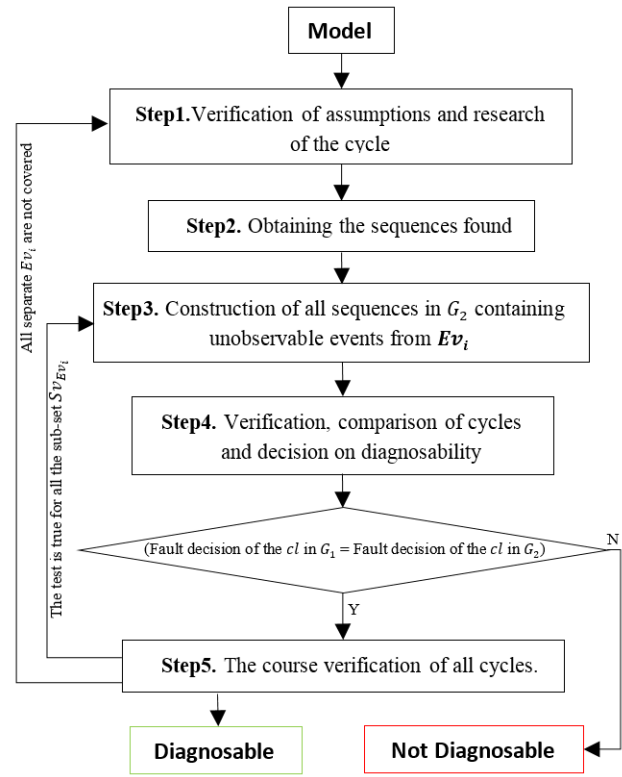 Model
Step1.Verification of assumptions and research
of the cycle
Step2. Obtaining the sequences found
Step3. Construction of all sequences in G₂ containing
unobservable events from Evᵢ
Step4. Verification, comparison of cycles
and decision on diagnosability
(Fault decision of the cl in G₁ = Fault decision of the cl in G₂)
N
Y
Step5. The course verification of all cycles.
Diagnosable
Not Diagnosable
All separate Evᵢ are not covered
The test is true for all the sub-set Sv_Evᵢ